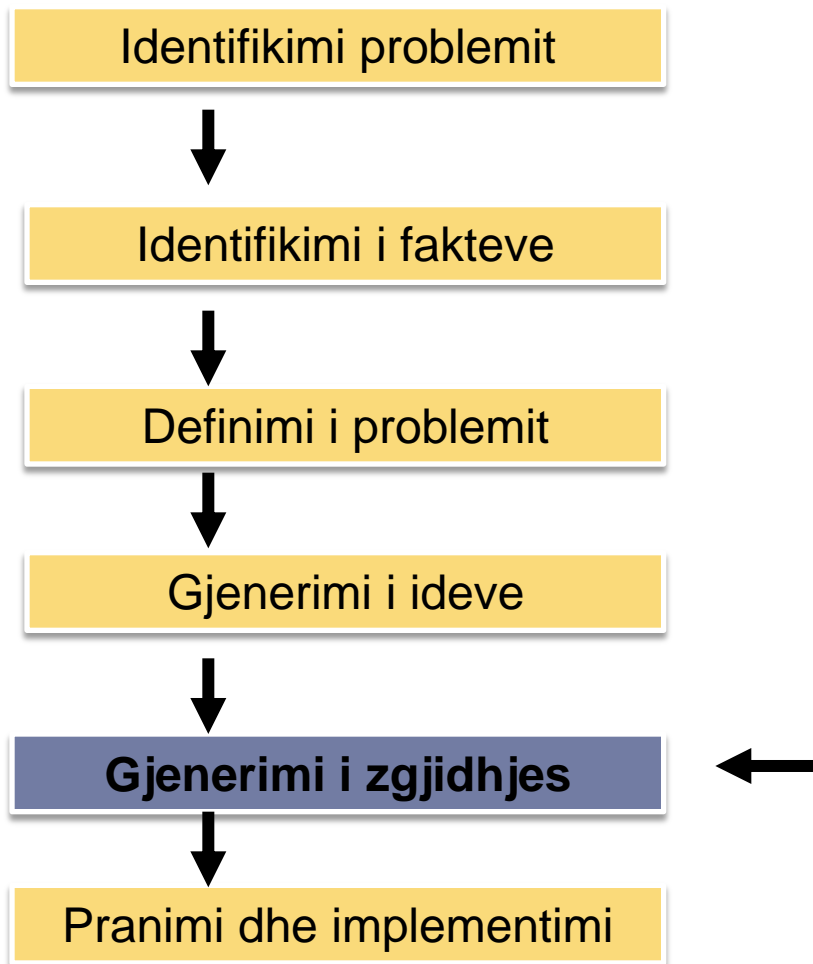 Identifikimi problemit
Identifikimi i fakteve
Definimi i problemit
Gjenerimi i ideve
Gjenerimi i zgjidhjes
Pranimi dhe implementimi